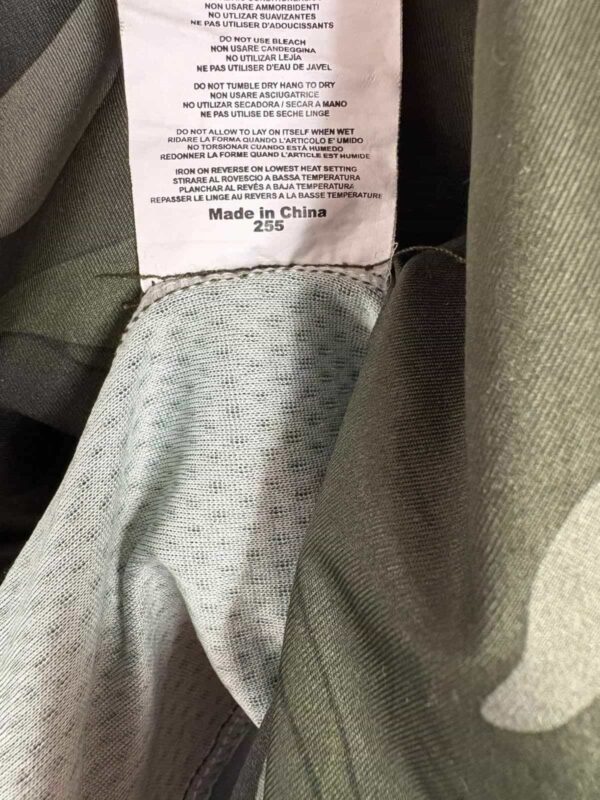 NON USARE AMMORBIDENTI
NO UTLIZAR SUAVIZANTES
NE PAS UTILISER D'ADOUCISSANTS
DO NOT USE BLEACH
NON USARE CANDEGGINA
NO UTILIZAR LEJÍA
NE PAS UTILISER D'EAU DE JAVEL
DO NOT TUMBLE DRY HANG TO DRY
NON USARE ASCIUGATRICE
NO UTILIZAR SECADORA / SECAR A MANO
NE PAS UTILISE DE SECHE LINGE
DO NOT ALLOW TO LAY ON ITSELF WHEN WET
RIDARE LA FORMA QUANDO L'ARTICOLO E' UMIDO
NO TORSIONAR CUANDO ESTÁ HUMEDO
REDONNER LA FORME QUAND L'ARTICLE EST HUMIDE
IRON ON REVERSE ON LOWEST HEAT SETTING
STIRARE AL ROVESCIO A BASSA TEMPERATURA
PLANCHAR AL REVÉS A BAJA TEMPERATURA
REPASSER LE LINGE AU REVERS A LA BASSE TEMPERATURE
Made in China
255